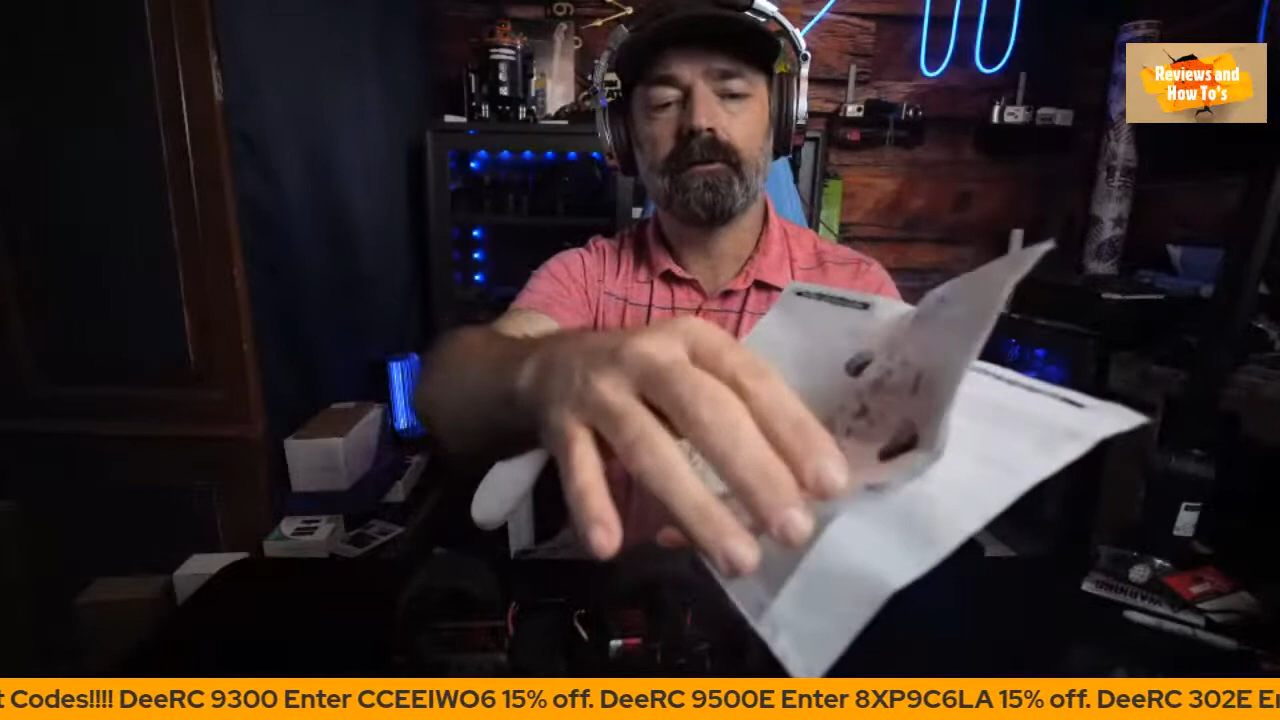 Reviews and
How To's
WARNING
t Codes!!!! DeeRC 9300 Enter CCEEIWO6 15% off. DeeRC 9500E Enter 8XP9C6LA 15% off. DeeRC 302E E